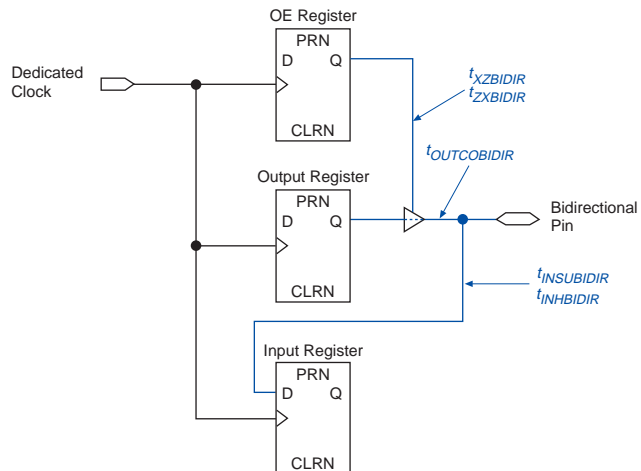 OE Register
PRN
D Q
CLRN
Dedicated
Clock
tXZBIDIR
tZXBIDIR
tOUTCOBIDIR
Output Register
PRN
D Q
CLRN
Bidirectional
Pin
tINSUBIDIR
tINHBIDIR
Input Register
PRN
D Q
CLRN